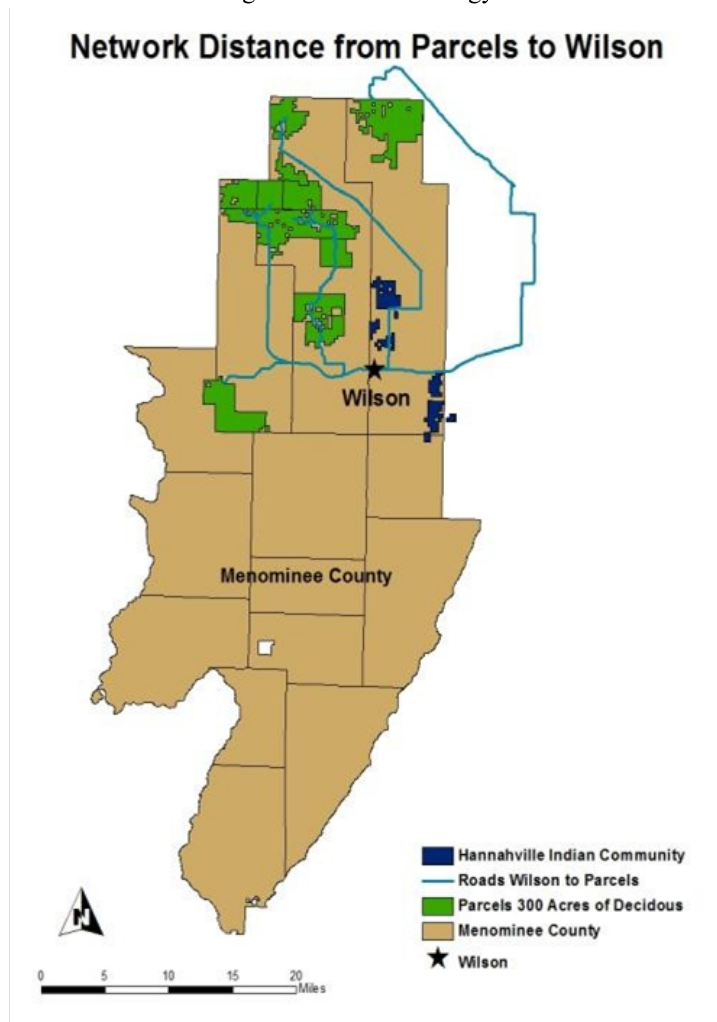 Network Distance from Parcels to Wilson
Wilson
Menominee County
Hannahville Indian Community
Roads Wilson to Parcels
Parcels 300 Acres of Decidous
Menominee County
Wilson
N
0 5 10 15 20
Miles